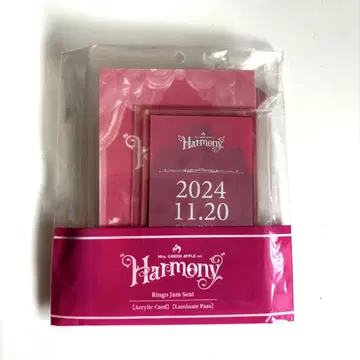 Harmony
2024
11.20
Mrs. GREEN APPLE on
Harmony
Ringo Jam Seat
[Acrylic Card] [Laminate Pass]